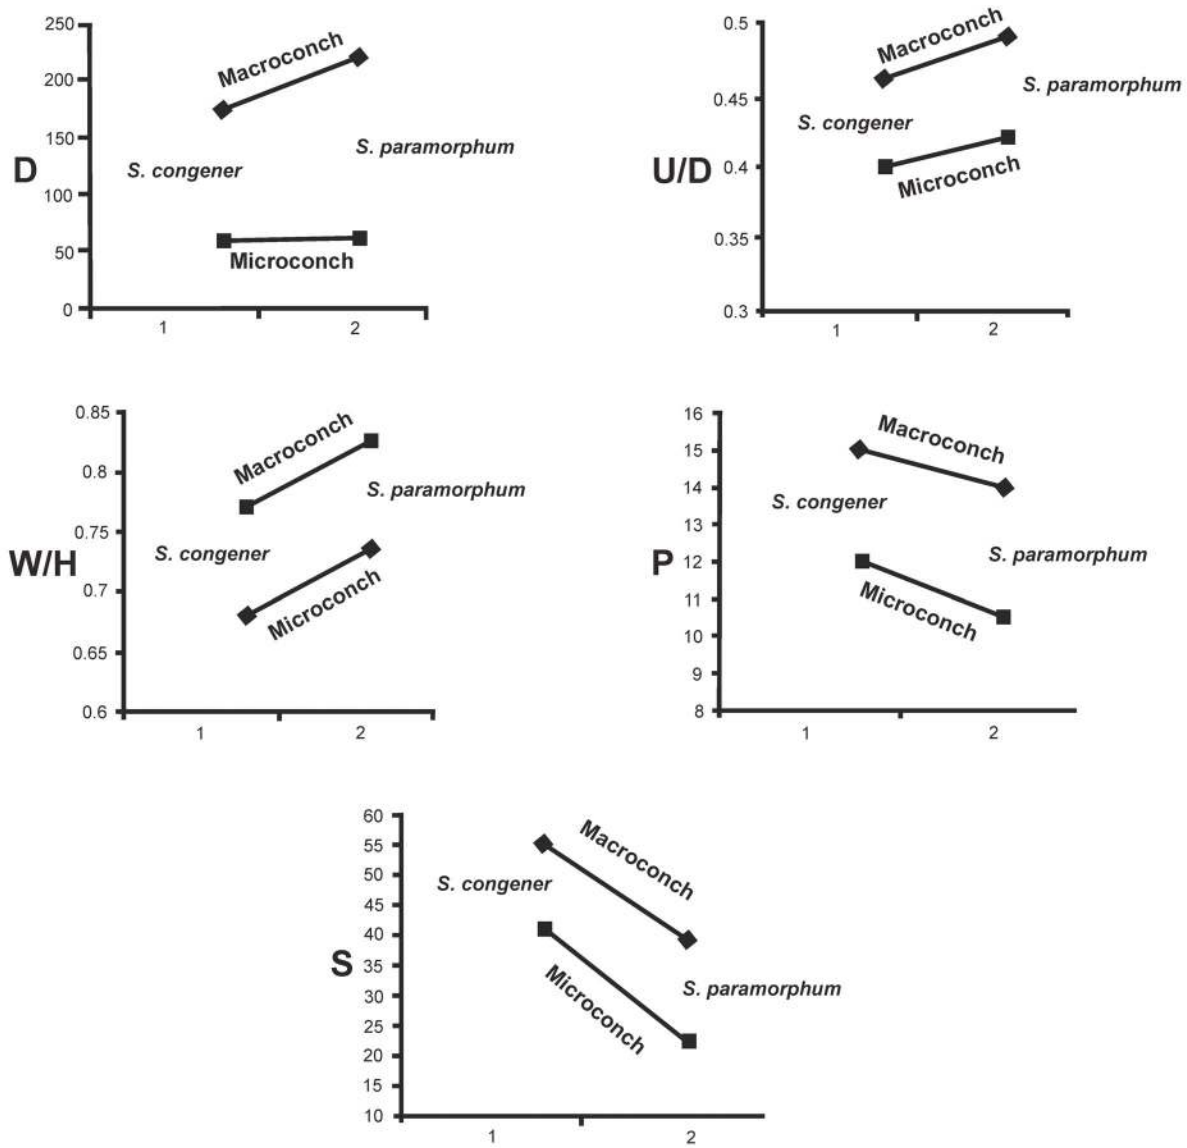 250
200
150
100
50
0
D
Macroconch
S. congener
S. paramorphum
Microconch
1 2
0.5
0.45
0.4
0.35
0.3
U/D
Macroconch
S. paramorphum
S. congener
Microconch
1 2
0.85
0.8
0.75
0.7
0.65
0.6
W/H
Macroconch
S. paramorphum
S. congener
Microconch
1 2
16
15
14
13
12
11
10
9
8
P
Macroconch
S. congener
S. paramorphum
Microconch
1 2
60
55
50
45
40
35
30
25
20
15
10
S
Macroconch
S. congener
S. paramorphum
Microconch
1 2